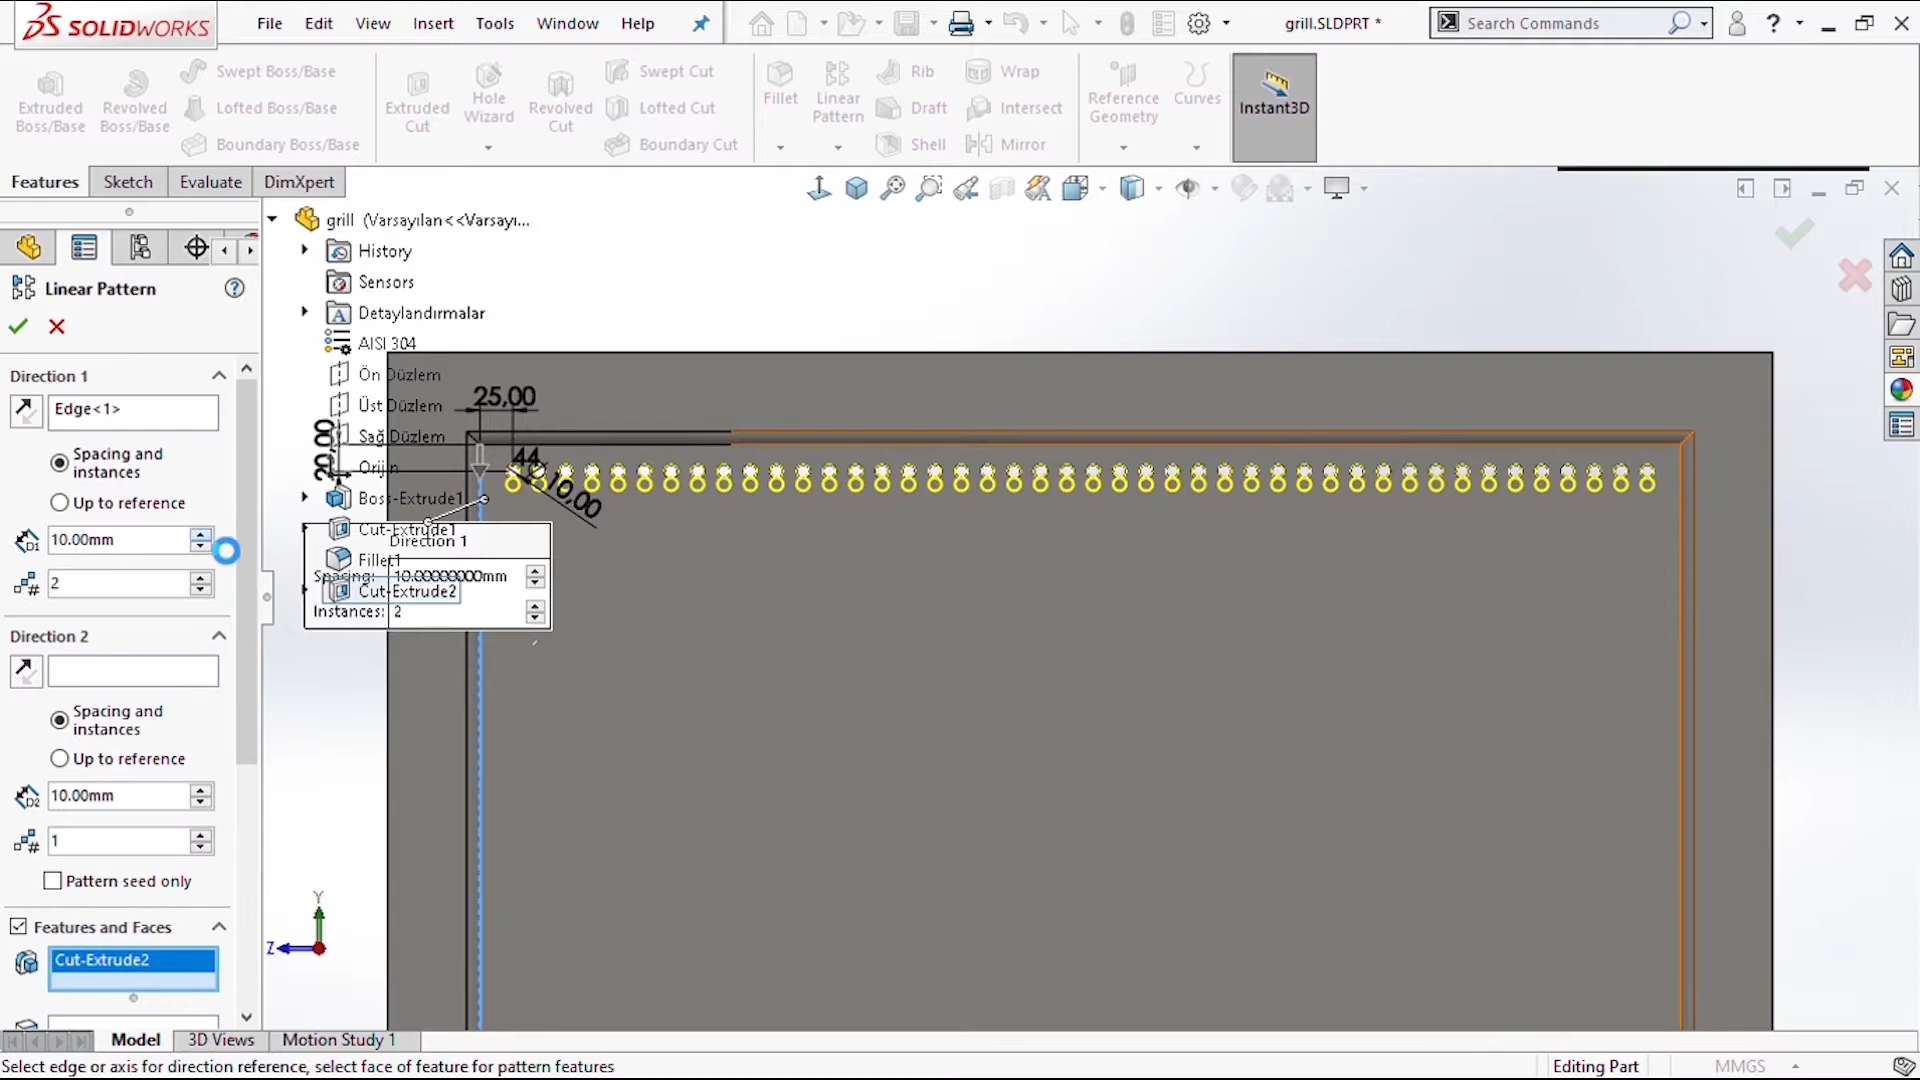 SOLIDWORKS
File Edit View Insert Tools Window Help
grill.SLDPRT *
Search Commands
?
Extruded Boss/Base
Revolved Boss/Base
Swept Boss/Base
Lofted Boss/Base
Boundary Boss/Base
Extruded Cut
Hole Wizard
Revolved Cut
Swept Cut
Lofted Cut
Boundary Cut
Fillet
Linear Pattern
Rib
Draft
Shell
Wrap
Intersect
Mirror
Reference Geometry
Curves
Instant3D
Features Sketch Evaluate DimXpert
grill (Varsayılan<<Varsayı...
History
Sensors
Detaylandırmalar
AISI 304
Ön Düzlem
Üst Düzlem
Sağ Düzlem
Orijin
Boss-Extrude1
Cut-Extrude1
Fillet1
Cut-Extrude2
Direction 1
Spacing: 10.00000000mm
Instances: 2
25,00
20,00
44
10,00
Linear Pattern
?
Direction 1
Edge<1>
Spacing and
instances
Up to reference
D1
10.00mm
#
2
Direction 2
Spacing and
instances
Up to reference
D2
10.00mm
#
1
Pattern seed only
Features and Faces
Cut-Extrude2
Y
Z
Model 3D Views Motion Study 1
Select edge or axis for direction reference, select face of feature for pattern features
Editing Part
MMGS